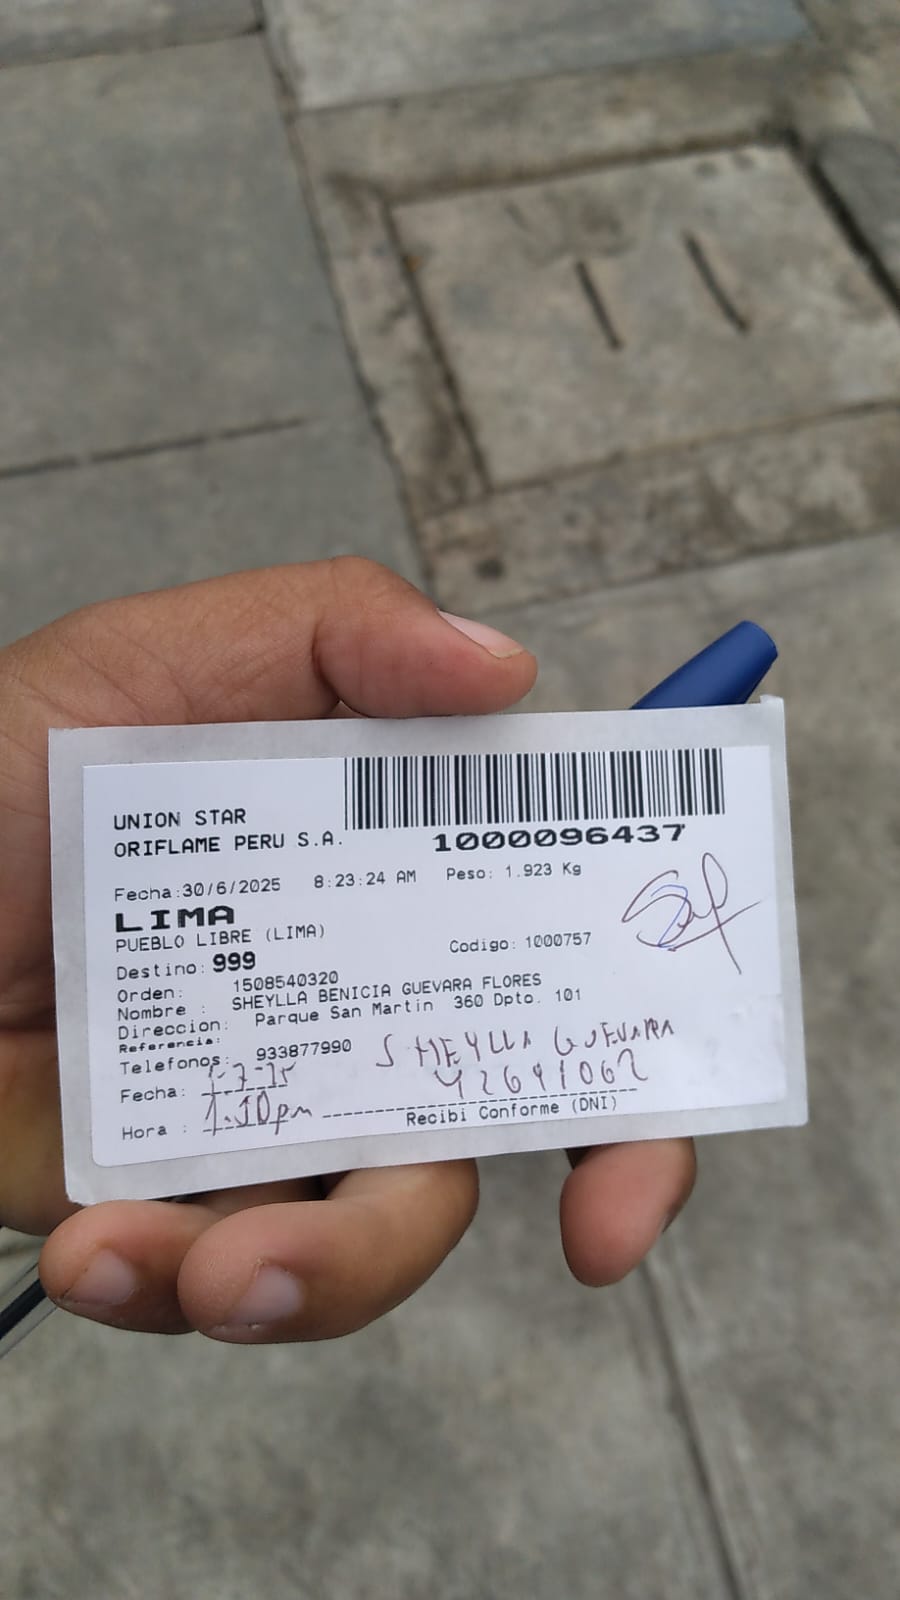 UNION STAR
ORIFLAME PERU S.A.
1000096437
Fecha:30/6/2025 8:23:24 AM Peso: 1.923 Kg
LIMA
PUEBLO LIBRE (LIMA)
Destino: 999 Codigo: 1000757
Orden: 1508540320
Nombre : SHEYLLA BENICIA GUEVARA FLORES
Direccion: Parque San Martin 360 Dpto. 101
Referencia:
Telefonos: 933877990
SHEYLLA GUEVARA
Fecha: 1-7-25
42641062
Hora : 1:10pm
Recibi Conforme (DNI)